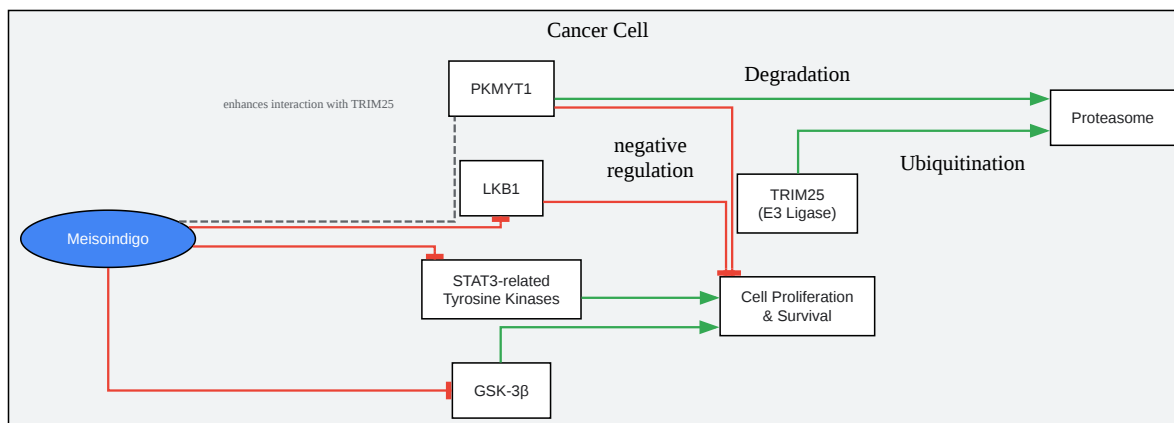 Cancer Cell
PKMYT1
Degradation
enhances interaction with TRIM25
Proteasome
negative
regulation
Ubiquitination
LKB1
TRIM25
(E3 Ligase)
Meisoindigo
STAT3-related
Tyrosine Kinases
Cell Proliferation
& Survival
GSK-3β